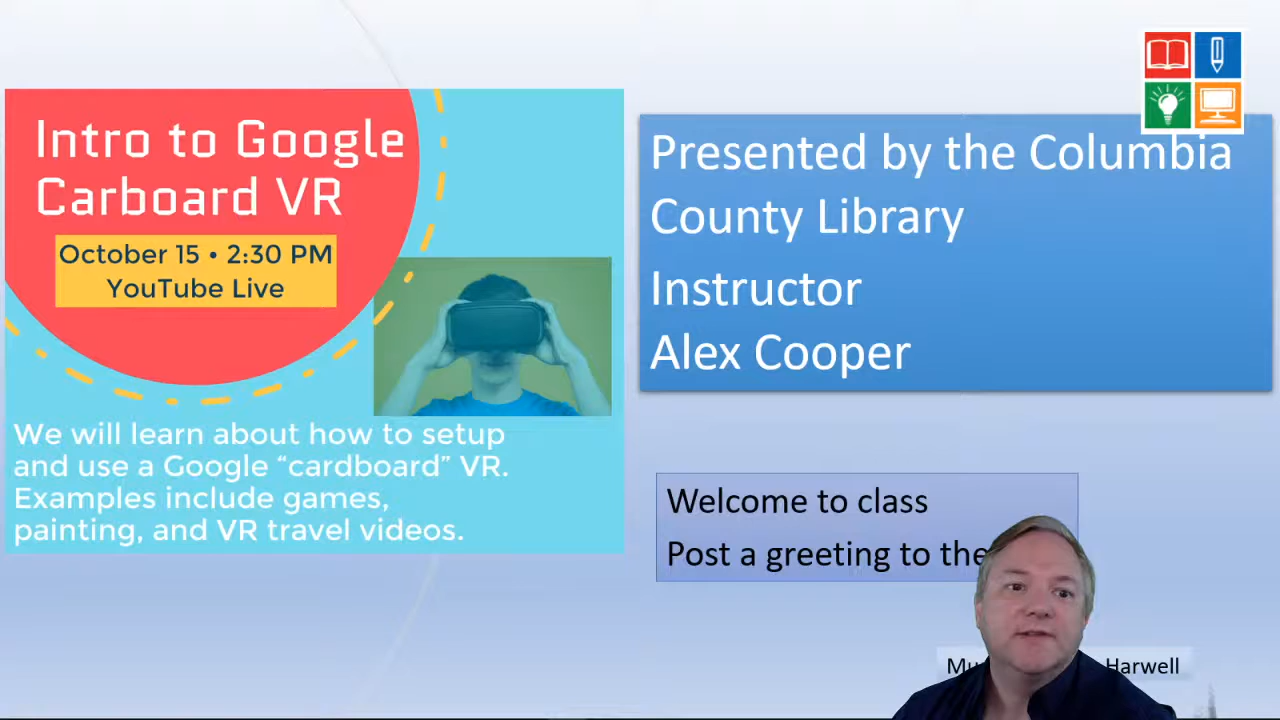 Intro to Google
Carboard VR
October 15 • 2:30 PM
YouTube Live
We will learn about how to setup
and use a Google “cardboard” VR.
Examples include games,
painting, and VR travel videos.
Presented by the Columbia
County Library
Instructor
Alex Cooper
Welcome to class
Post a greeting to the
Harwell